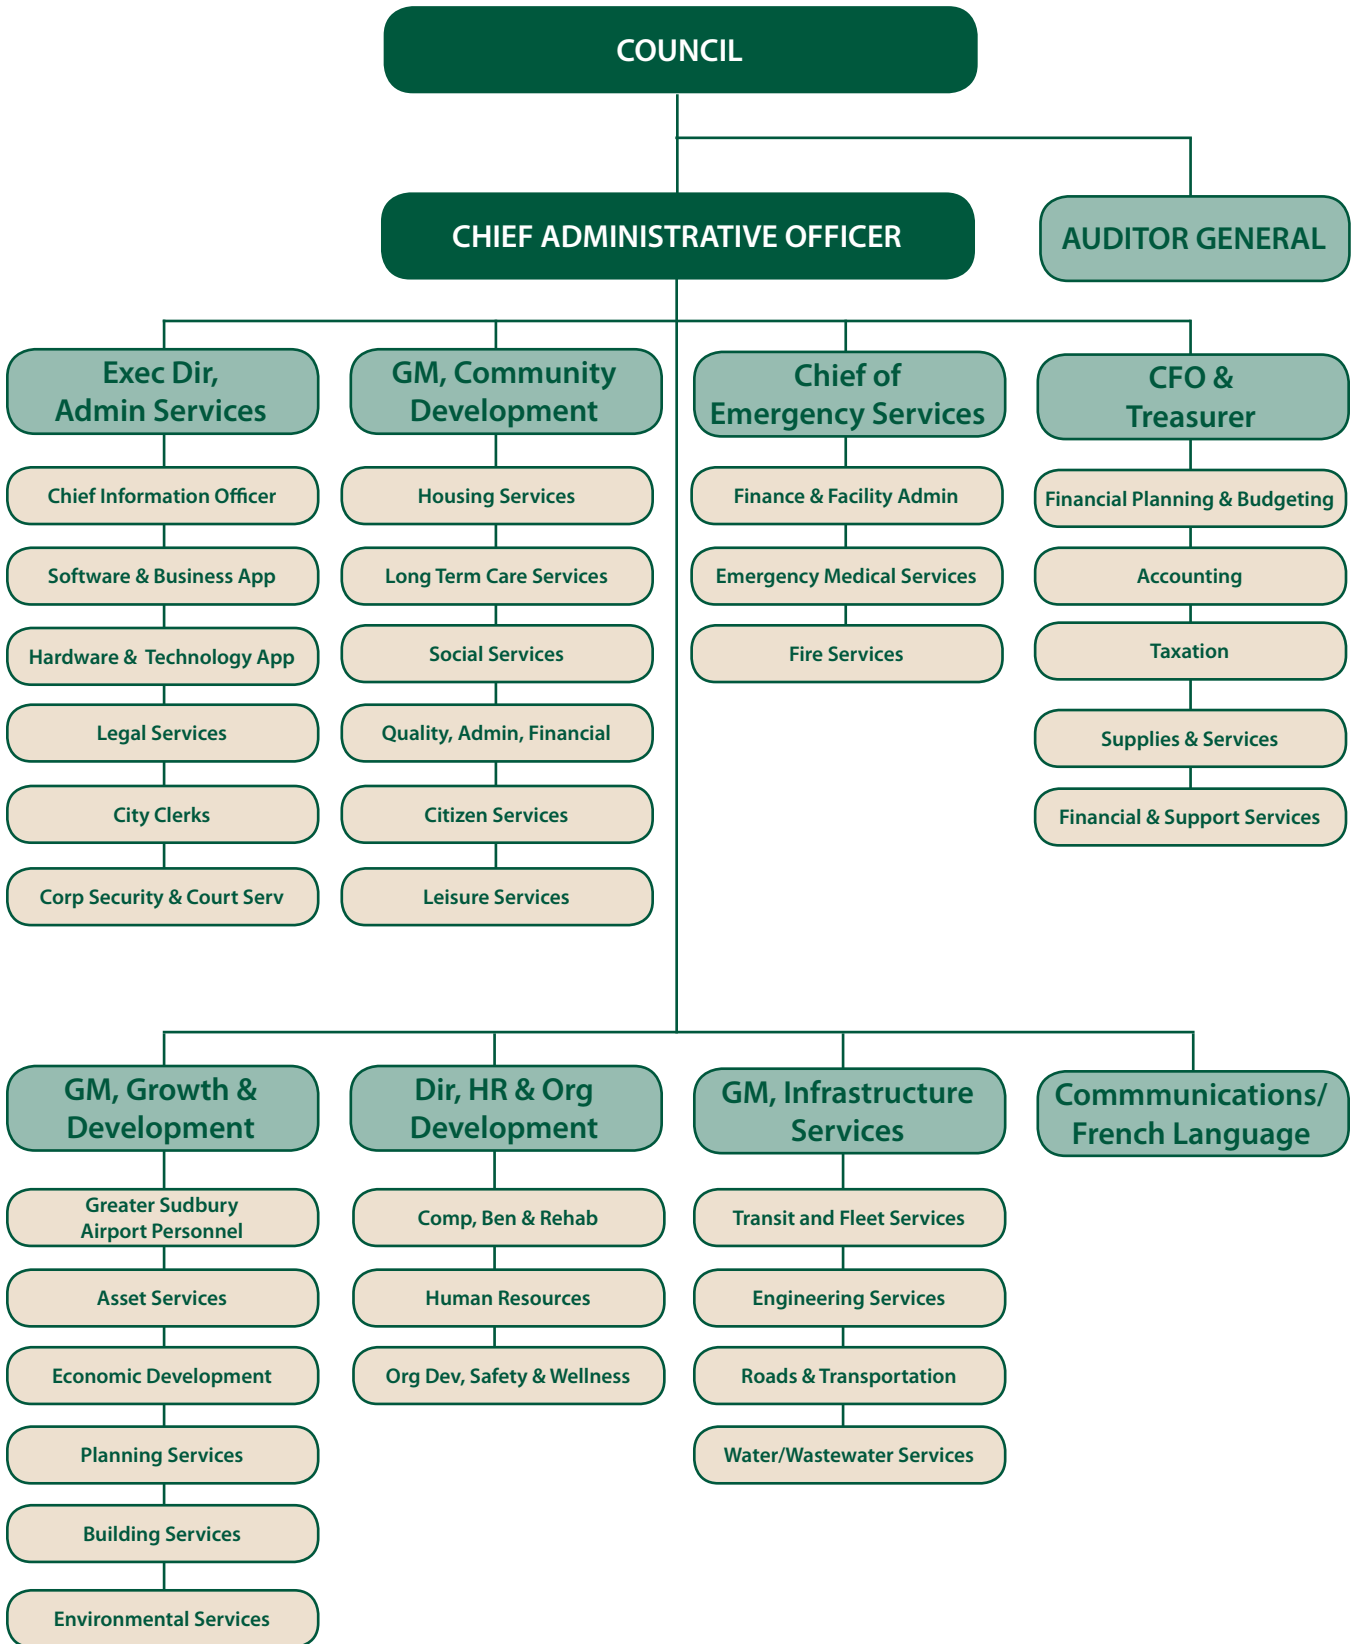 COUNCIL
CHIEF ADMINISTRATIVE OFFICER
AUDITOR GENERAL
Exec Dir,
Admin Services
Chief Information Officer
Software & Business App
Hardware & Technology App
Legal Services
City Clerks
Corp Security & Court Serv
GM, Community
Development
Housing Services
Long Term Care Services
Social Services
Quality, Admin, Financial
Citizen Services
Leisure Services
Chief of
Emergency Services
Finance & Facility Admin
Emergency Medical Services
Fire Services
CFO &
Treasurer
Financial Planning & Budgeting
Accounting
Taxation
Supplies & Services
Financial & Support Services
GM, Growth &
Development
Greater Sudbury
Airport Personnel
Asset Services
Economic Development
Planning Services
Building Services
Environmental Services
Dir, HR & Org
Development
Comp, Ben & Rehab
Human Resources
Org Dev, Safety & Wellness
GM, Infrastructure
Services
Transit and Fleet Services
Engineering Services
Roads & Transportation
Water/Wastewater Services
Commmunications/
French Language